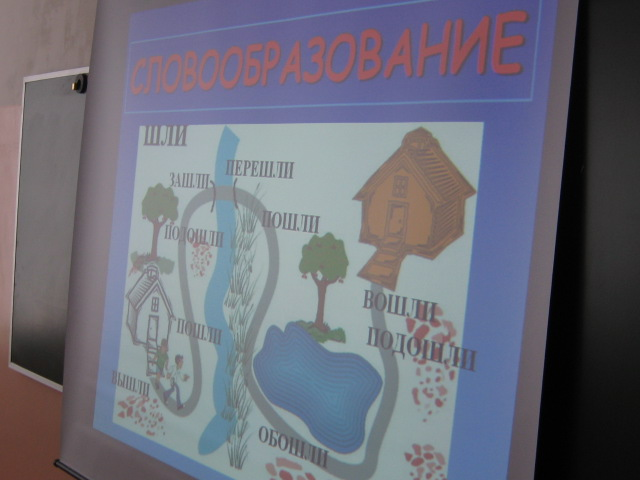 СЛОВООБРАЗОВАНИЕ
ШЛИ
ПЕРЕШЛИ
ЗАШЛИ
ПОШЛИ
ПОДОШЛИ
ВОШЛИ
ПОШЛИ
ПОДОШЛИ
ВЫШЛИ
ОБОШЛИ